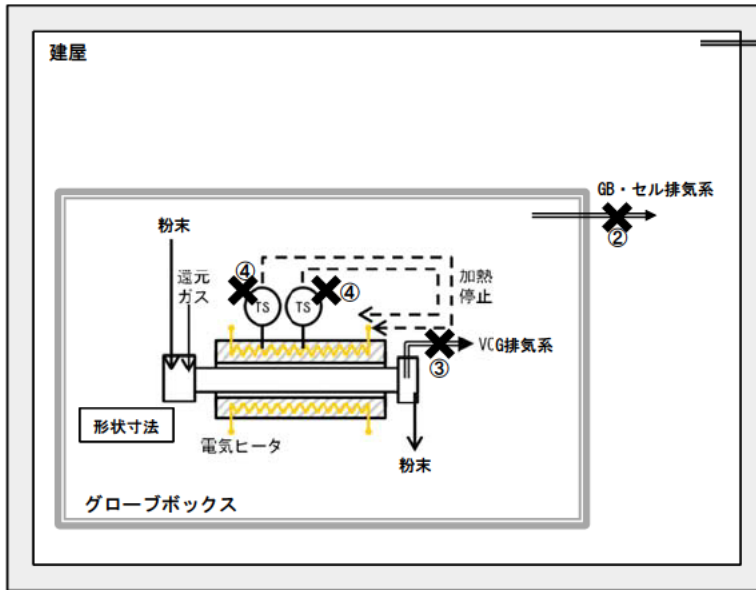 建屋
GB・セル排気系
②
粉末
還元
ガス
④
TS
TS
④
加熱
停止
VCG排気系
③
形状寸法
電気ヒータ
粉末
グローブボックス